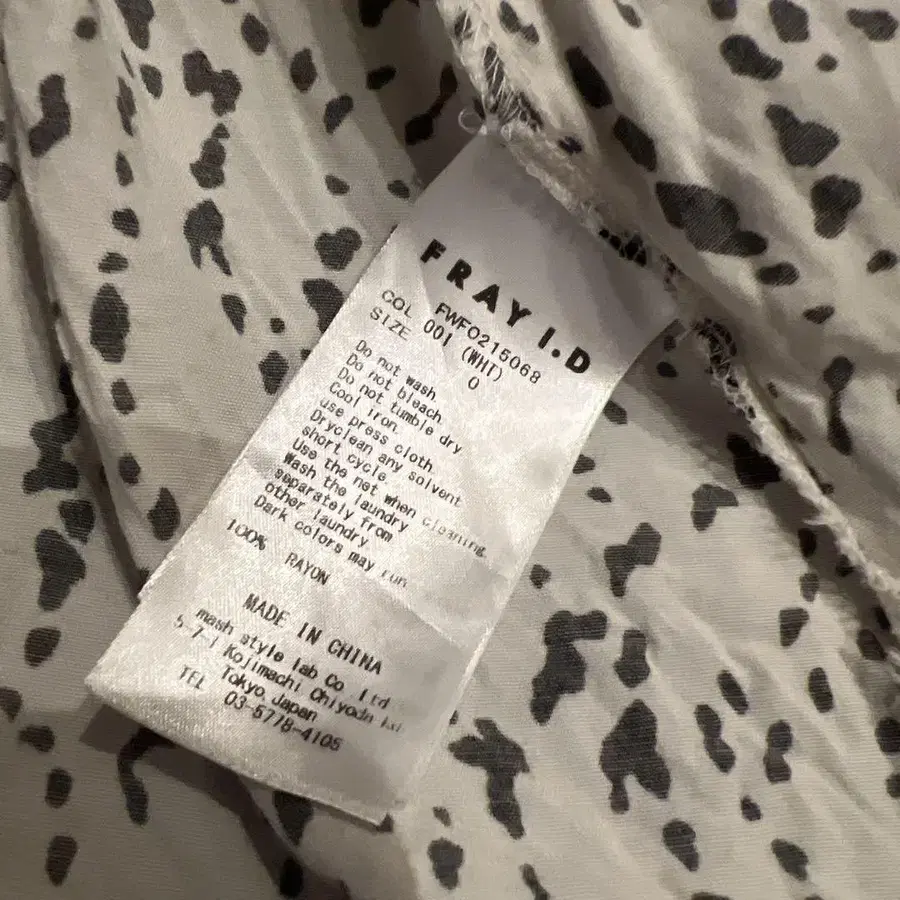 FRAY I.D
FWFO215068
COL 001 (WHT)
SIZE 0
Do not wash.
Do not bleach.
Do not tumble dry
Cool iron.
use press cloth.
Dryclean any solvent
short cycle.
Use the net when cleaning.
Wash the laundry
separately from
other laundry
Dark colors may run
100% RAYON
MADE IN CHINA
mash style lab Co., ltd
5-7-1 Kojimachi Chiyoda
Tokyo, Japan
TEL 03-5778-4105